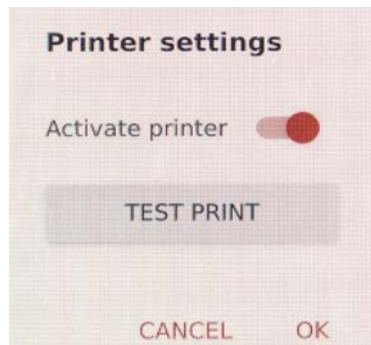 Printer settings
Activate printer
TEST PRINT
CANCEL OK